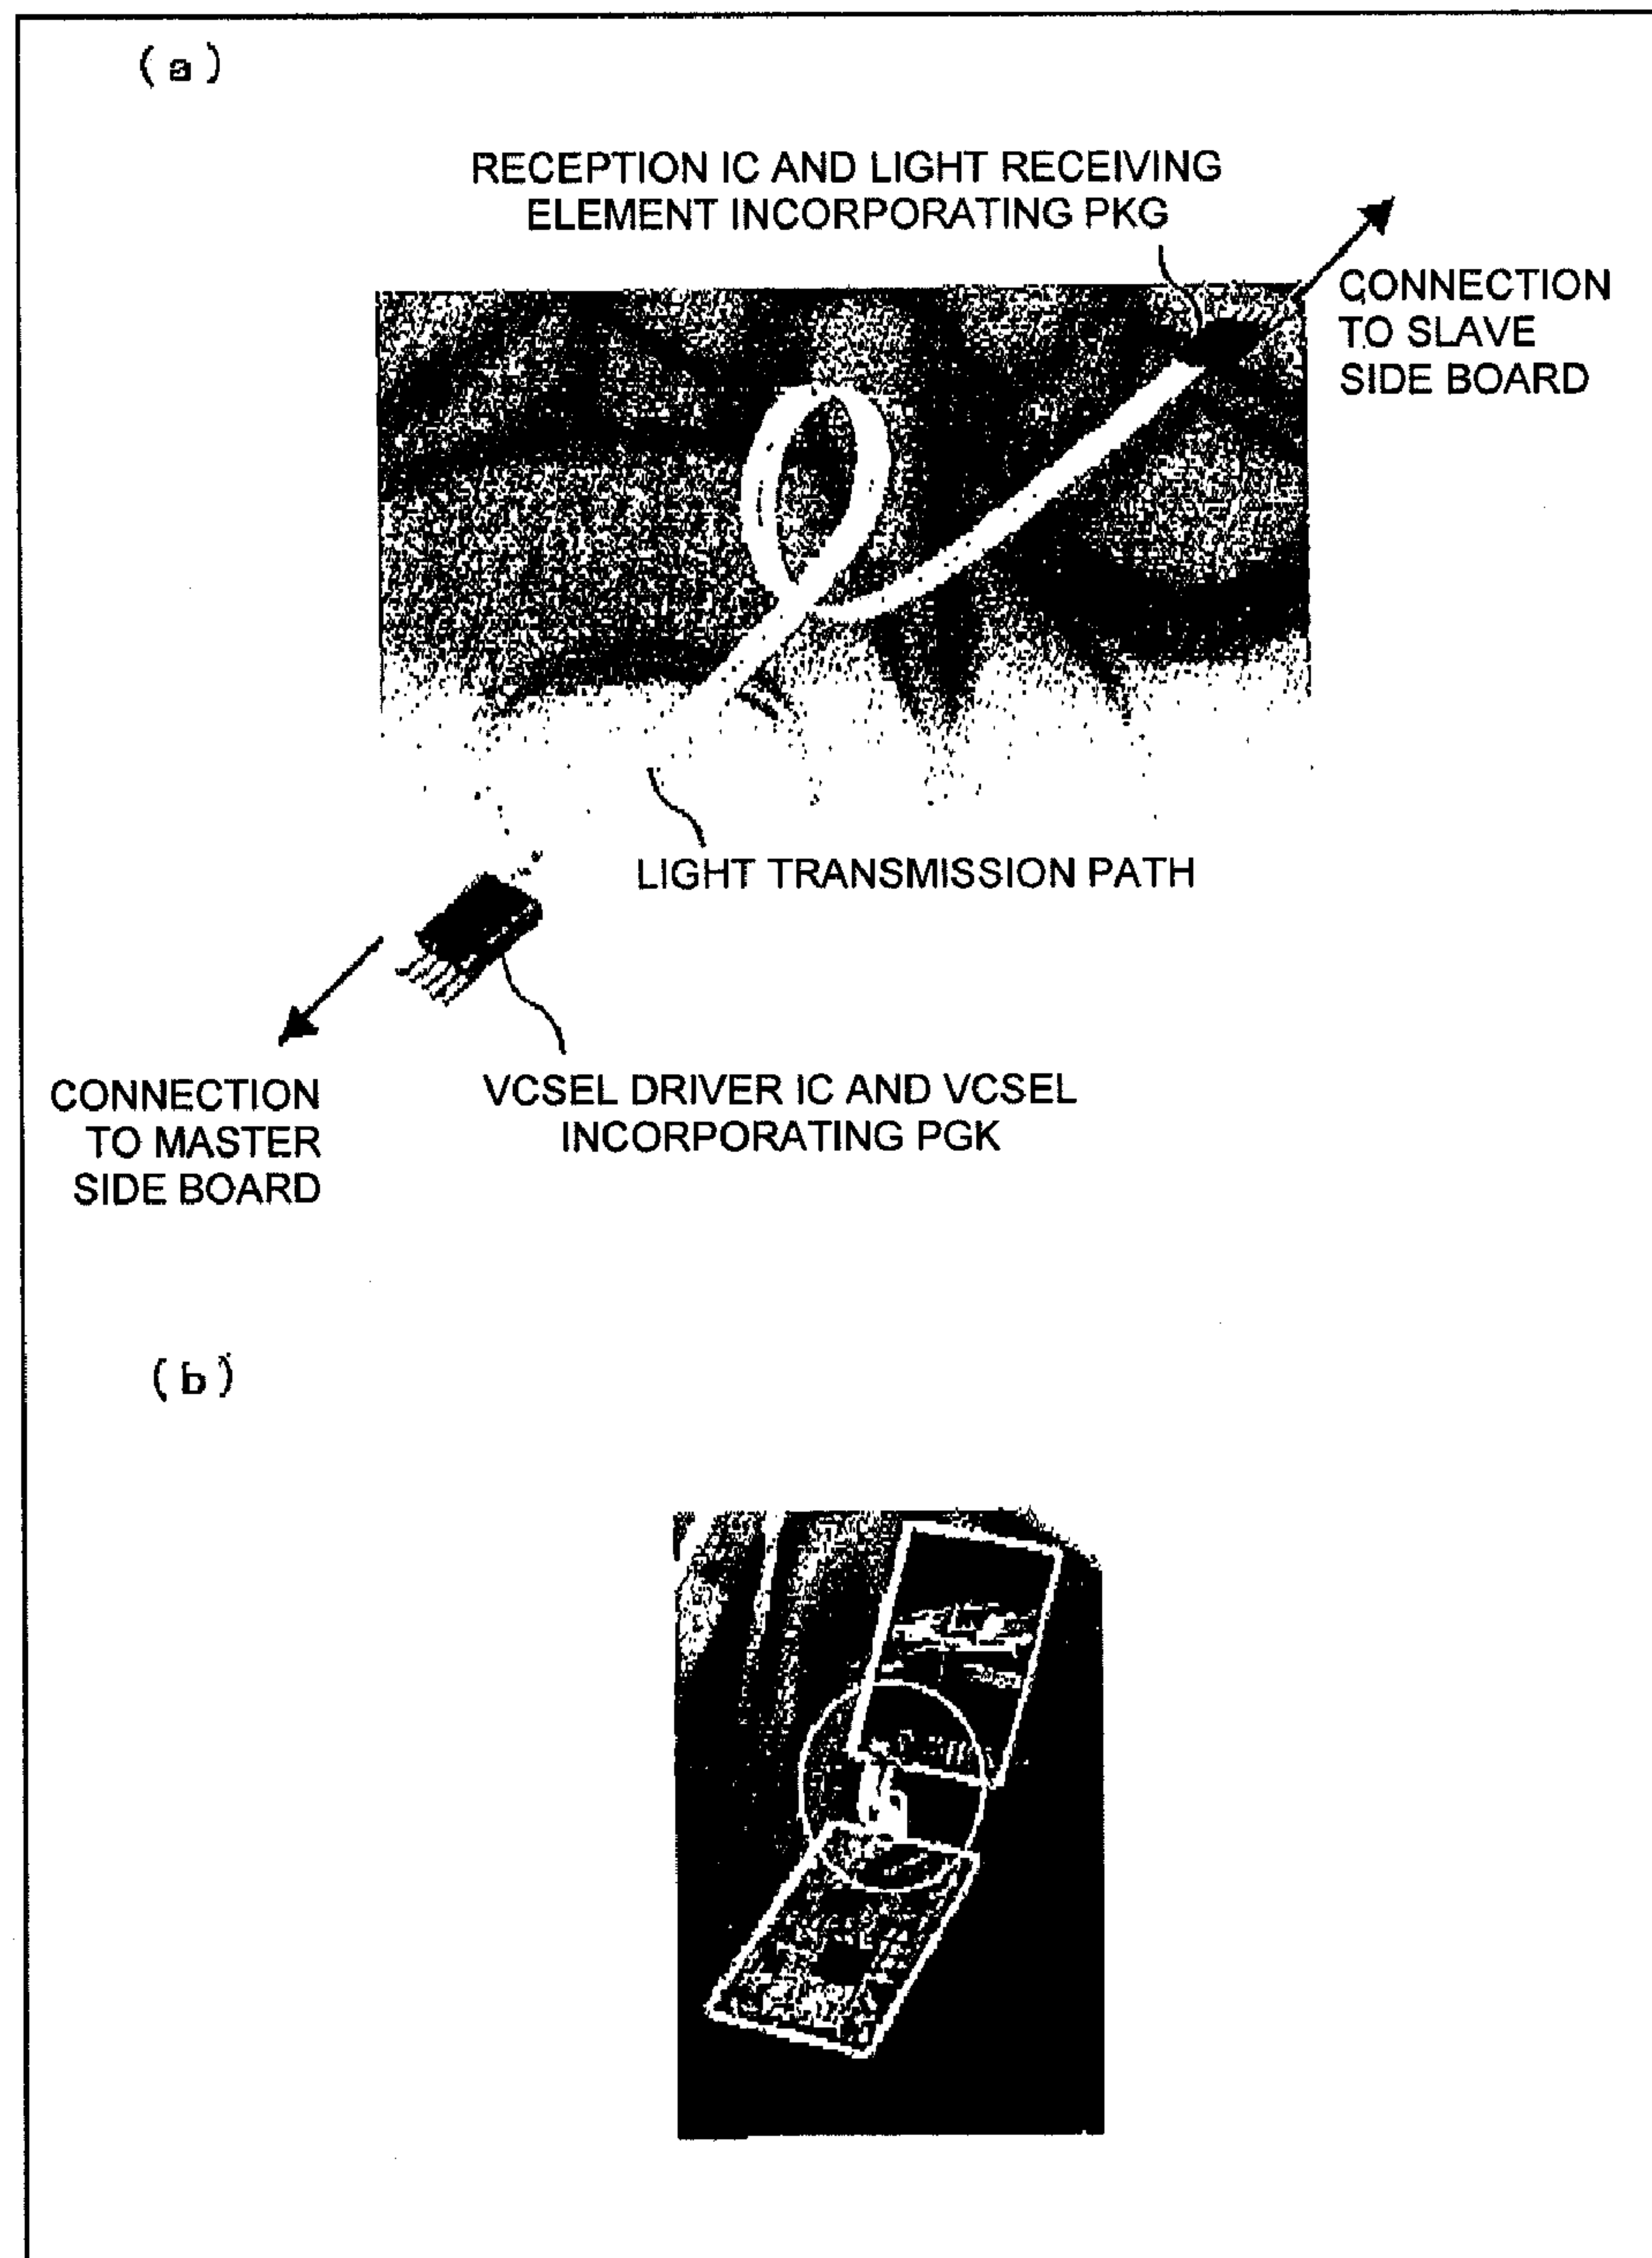 (a)
RECEPTION IC AND LIGHT RECEIVING
ELEMENT INCORPORATING PKG
CONNECTION
TO SLAVE
SIDE BOARD
LIGHT TRANSMISSION PATH
CONNECTION
TO MASTER
SIDE BOARD
VCSEL DRIVER IC AND VCSEL
INCORPORATING PGK
(b)